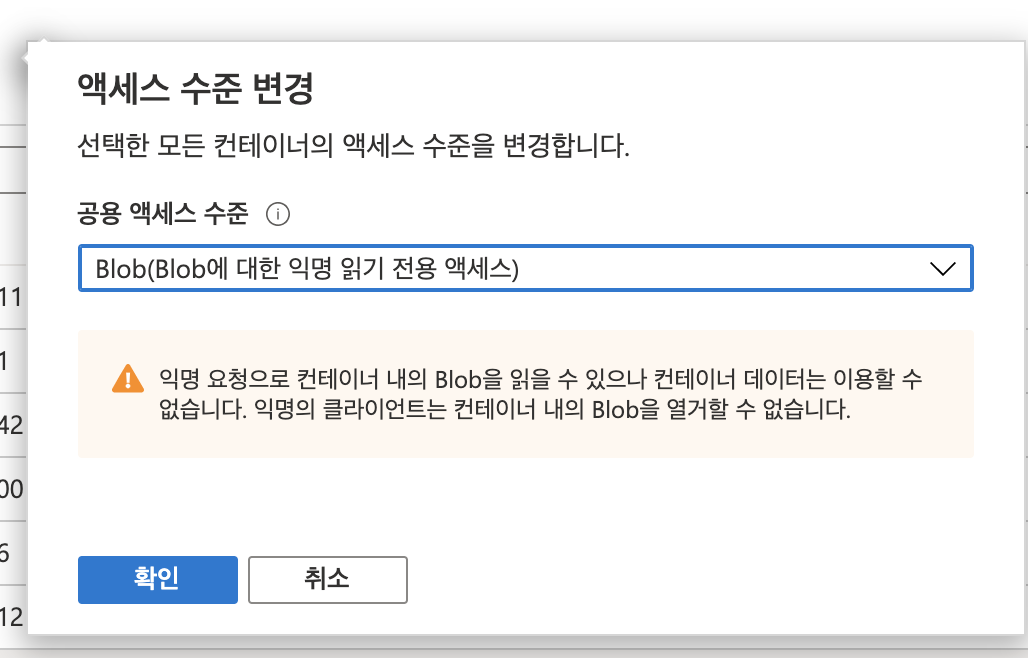 액세스 수준 변경
선택한 모든 컨테이너의 액세스 수준을 변경합니다.
공용 액세스 수준
Blob(Blob에 대한 익명 읽기 전용 액세스)
익명 요청으로 컨테이너 내의 Blob을 읽을 수 있으나 컨테이너 데이터는 이용할 수
없습니다. 익명의 클라이언트는 컨테이너 내의 Blob을 열거할 수 없습니다.
11
1
42
00
6
12
확인
취소